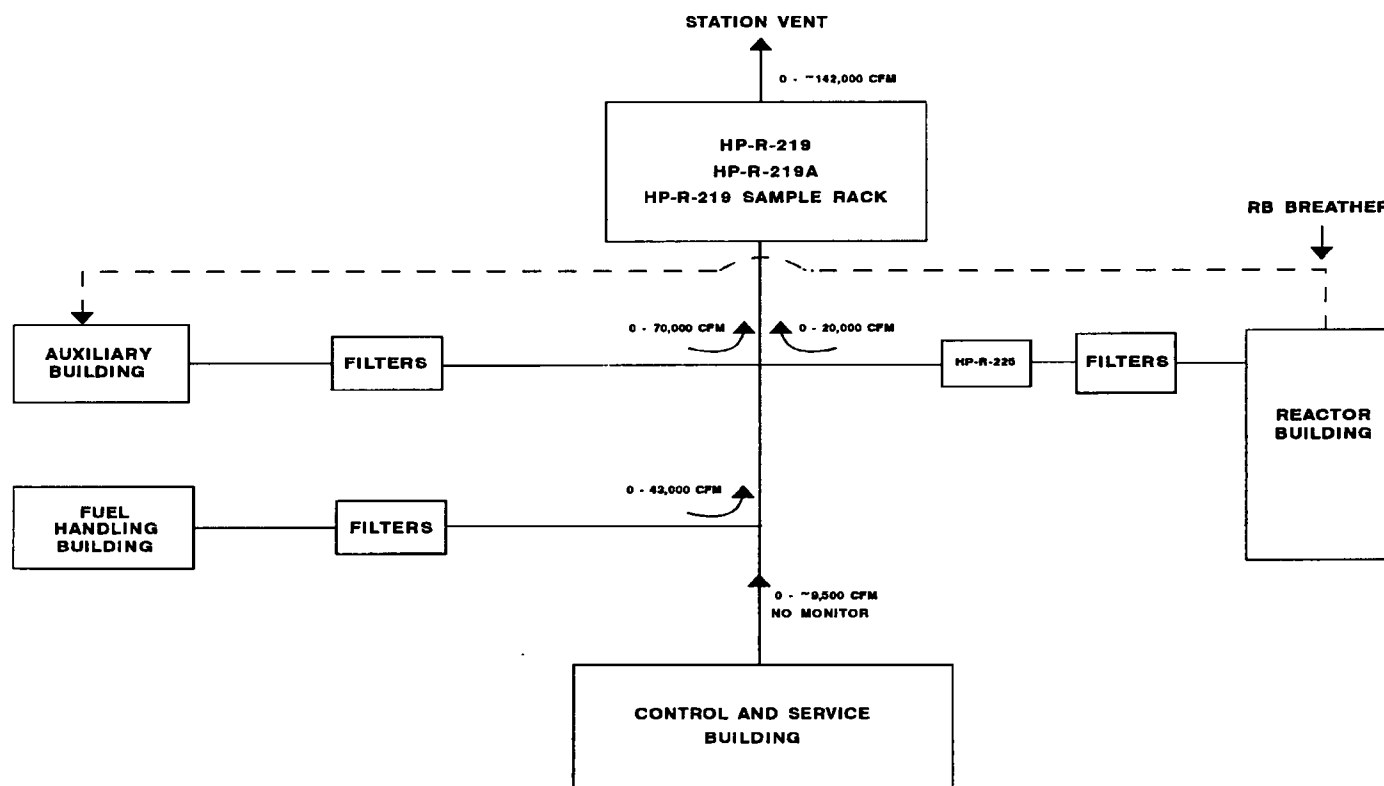 STATION VENT
0 - ~142,000 CFM
HP-R-219
HP-R-219A
HP-R-219 SAMPLE RACK
RB BREATHER
0 - 70,000 CFM
0 - 20,000 CFM
AUXILIARY
BUILDING
FILTERS
HP-R-225
FILTERS
REACTOR
BUILDING
0 - 43,000 CFM
FUEL
HANDLING
BUILDING
FILTERS
0 - ~9,500 CFM
NO MONITOR
CONTROL AND SERVICE
BUILDING